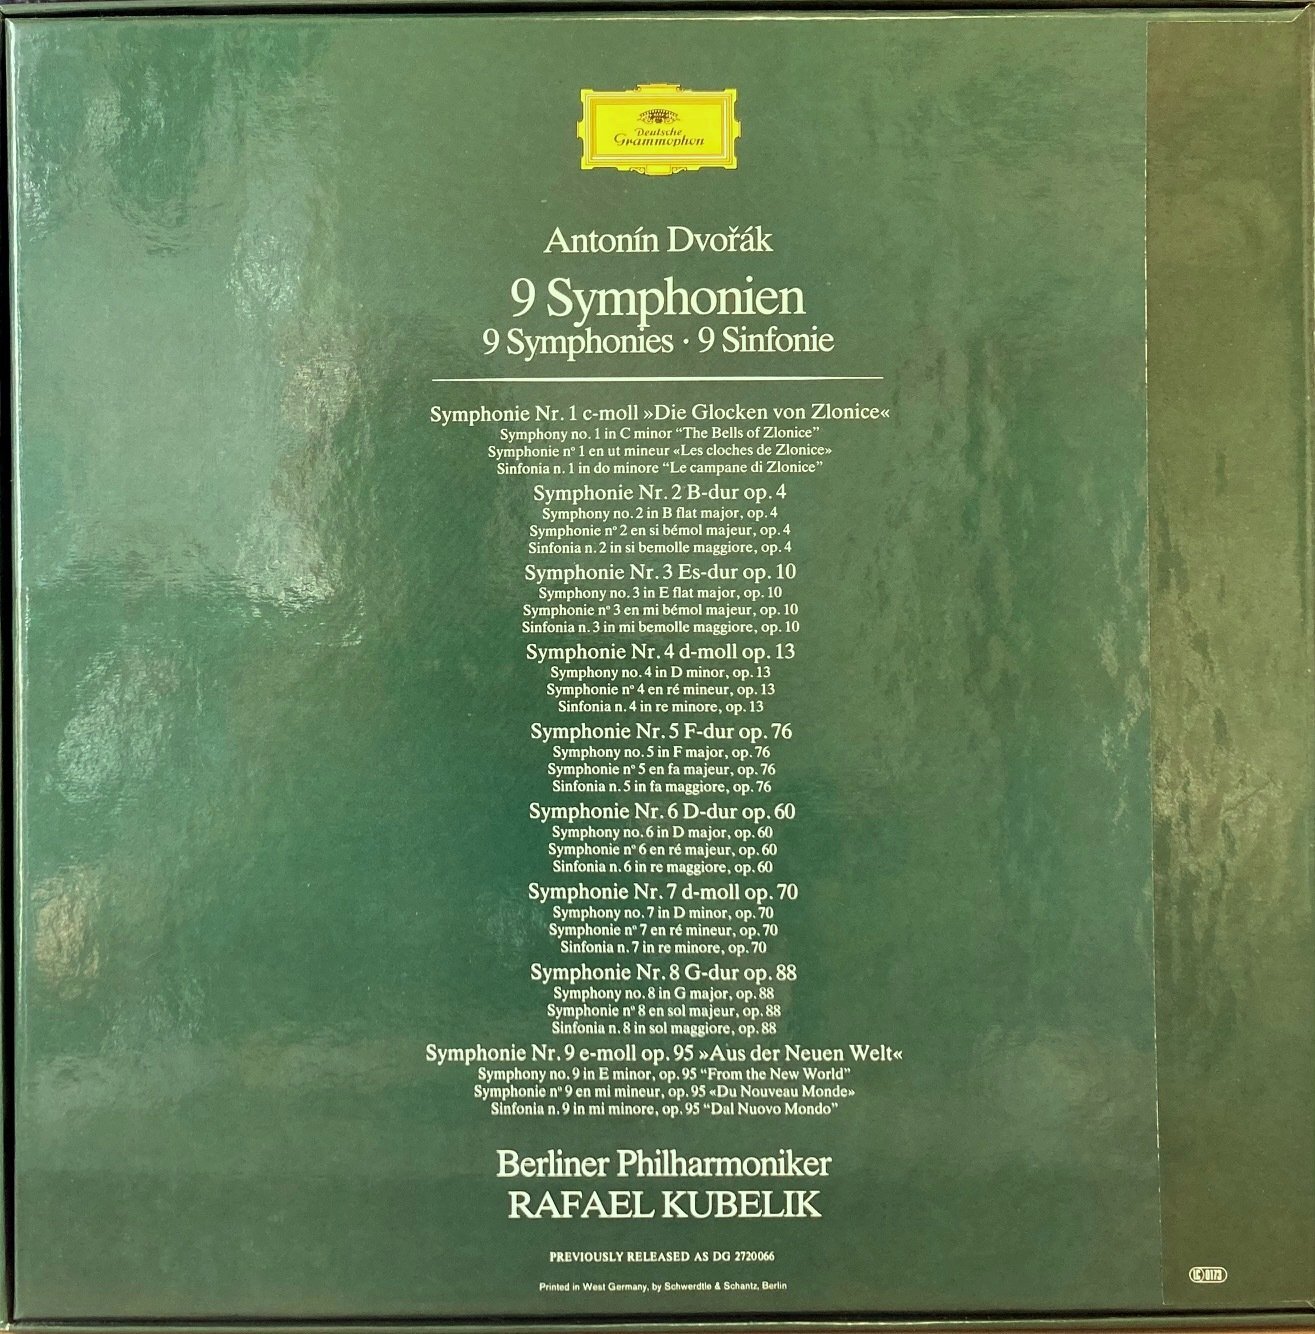 Deutsche
Grammophon
Antonín Dvořák
9 Symphonien
9 Symphonies · 9 Sinfonie
Symphonie Nr. 1 c-moll »Die Glocken von Zlonice«
Symphony no. 1 in C minor “The Bells of Zlonice”
Symphonie n° 1 en ut mineur «Les cloches de Zlonice»
Sinfonia n. 1 in do minore “Le campane di Zlonice”
Symphonie Nr. 2 B-dur op. 4
Symphony no. 2 in B flat major, op. 4
Symphonie n° 2 en si bémol majeur, op. 4
Sinfonia n. 2 in si bemolle maggiore, op. 4
Symphonie Nr. 3 Es-dur op. 10
Symphony no. 3 in E flat major, op. 10
Symphonie n° 3 en mi bémol majeur, op. 10
Sinfonia n. 3 in mi bemolle maggiore, op. 10
Symphonie Nr. 4 d-moll op. 13
Symphony no. 4 in D minor, op. 13
Symphonie n° 4 en ré mineur, op. 13
Sinfonia n. 4 in re minore, op. 13
Symphonie Nr. 5 F-dur op. 76
Symphony no. 5 in F major, op. 76
Symphonie n° 5 en fa majeur, op. 76
Sinfonia n. 5 in fa maggiore, op. 76
Symphonie Nr. 6 D-dur op. 60
Symphony no. 6 in D major, op. 60
Symphonie n° 6 en ré majeur, op. 60
Sinfonia n. 6 in re maggiore, op. 60
Symphonie Nr. 7 d-moll op. 70
Symphony no. 7 in D minor, op. 70
Symphonie n° 7 en ré mineur, op. 70
Sinfonia n. 7 in re minore, op. 70
Symphonie Nr. 8 G-dur op. 88
Symphony no. 8 in G major, op. 88
Symphonie n° 8 en sol majeur, op. 88
Sinfonia n. 8 in sol maggiore, op. 88
Symphonie Nr. 9 e-moll op. 95 »Aus der Neuen Welt«
Symphony no. 9 in E minor, op. 95 “From the New World”
Symphonie n° 9 en mi mineur, op. 95 «Du Nouveau Monde»
Sinfonia n. 9 in mi minore, op. 95 “Dal Nuovo Mondo”
Berliner Philharmoniker
RAFAEL KUBELIK
PREVIOUSLY RELEASED AS DG 2720066
Printed in West Germany, by Schwerdtle & Schantz, Berlin
LC 0173